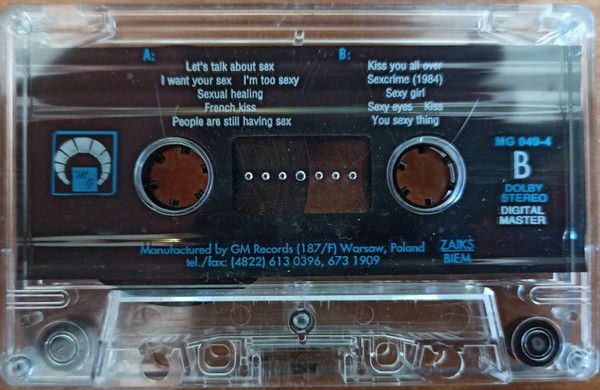 A:
Let's talk about sex
I want your sex I'm too sexy
Sexual healing
French kiss
People are still having sex
B:
Kiss you all over
Sexcrime (1984)
Sexy girl
Sexy eyes Kiss
You sexy thing
MG
MG 049-4
B
DOLBY
STEREO
DIGITAL
MASTER
Manufactured by GM Records (187/F) Warsaw, Poland
tel./fax: (4822) 613 0396, 673 1909
ZAIKS
BIEM